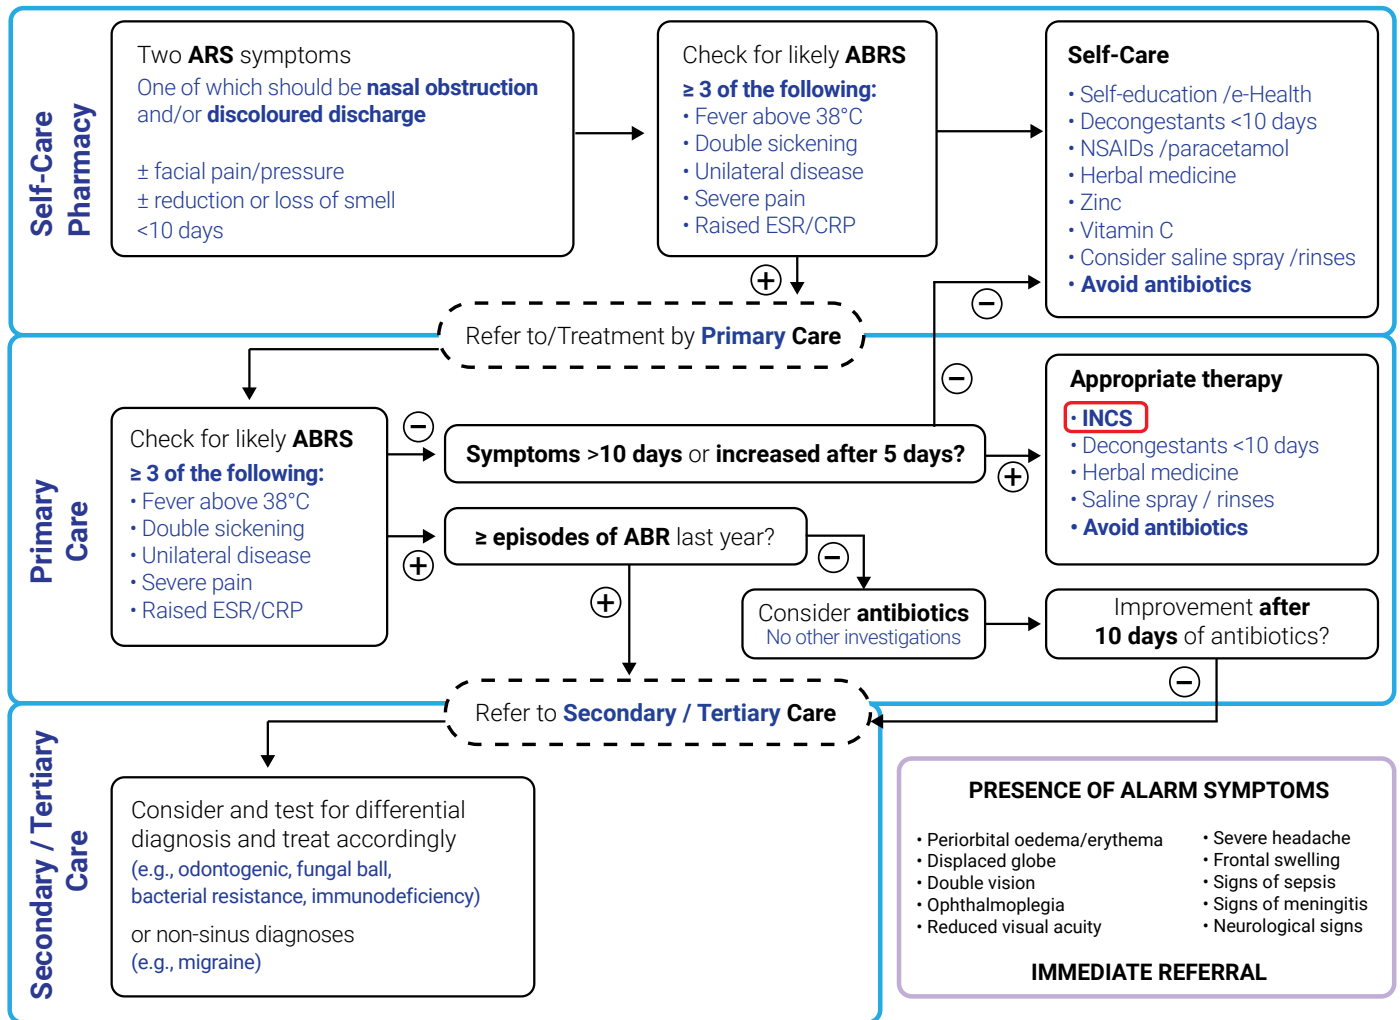 Self-Care
Pharmacy
Two ARS symptoms
One of which should be nasal obstruction
and/or discoloured discharge
± facial pain/pressure
± reduction or loss of smell
<10 days
Check for likely ABRS
≥ 3 of the following:
• Fever above 38°C
• Double sickening
• Unilateral disease
• Severe pain
• Raised ESR/CRP
Self-Care
• Self-education /e-Health
• Decongestants <10 days
• NSAIDs /paracetamol
• Herbal medicine
• Zinc
• Vitamin C
• Consider saline spray /rinses
• Avoid antibiotics
+
−
Refer to/Treatment by Primary Care
Primary
Care
Check for likely ABRS
≥ 3 of the following:
• Fever above 38°C
• Double sickening
• Unilateral disease
• Severe pain
• Raised ESR/CRP
−
Symptoms >10 days or increased after 5 days?
−
+
Appropriate therapy
• INCS
• Decongestants <10 days
• Herbal medicine
• Saline spray / rinses
• Avoid antibiotics
+
≥ episodes of ABR last year?
−
+
Consider antibiotics
No other investigations
Improvement after
10 days of antibiotics?
−
Refer to Secondary / Tertiary Care
Secondary / Tertiary
Care
Consider and test for differential
diagnosis and treat accordingly
(e.g., odontogenic, fungal ball,
bacterial resistance, immunodeficiency)
or non-sinus diagnoses
(e.g., migraine)
PRESENCE OF ALARM SYMPTOMS
• Periorbital oedema/erythema
• Displaced globe
• Double vision
• Ophthalmoplegia
• Reduced visual acuity
• Severe headache
• Frontal swelling
• Signs of sepsis
• Signs of meningitis
• Neurological signs
IMMEDIATE REFERRAL